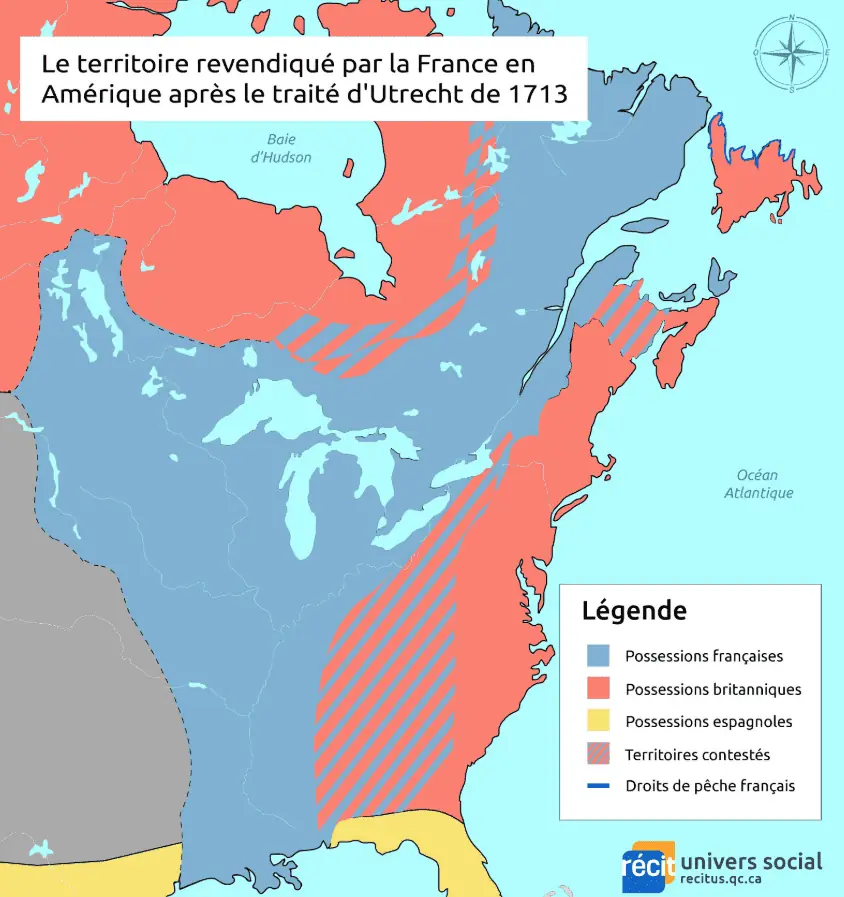 Le territoire revendiqué par la France en
Amérique après le traité d'Utrecht de 1713
N
O
E
S
Baie
d'Hudson
Océan
Atlantique
Légende
Possessions françaises
Possessions britanniques
Possessions espagnoles
Territoires contestés
Droits de pêche français
récit univers social
recitus.qc.ca